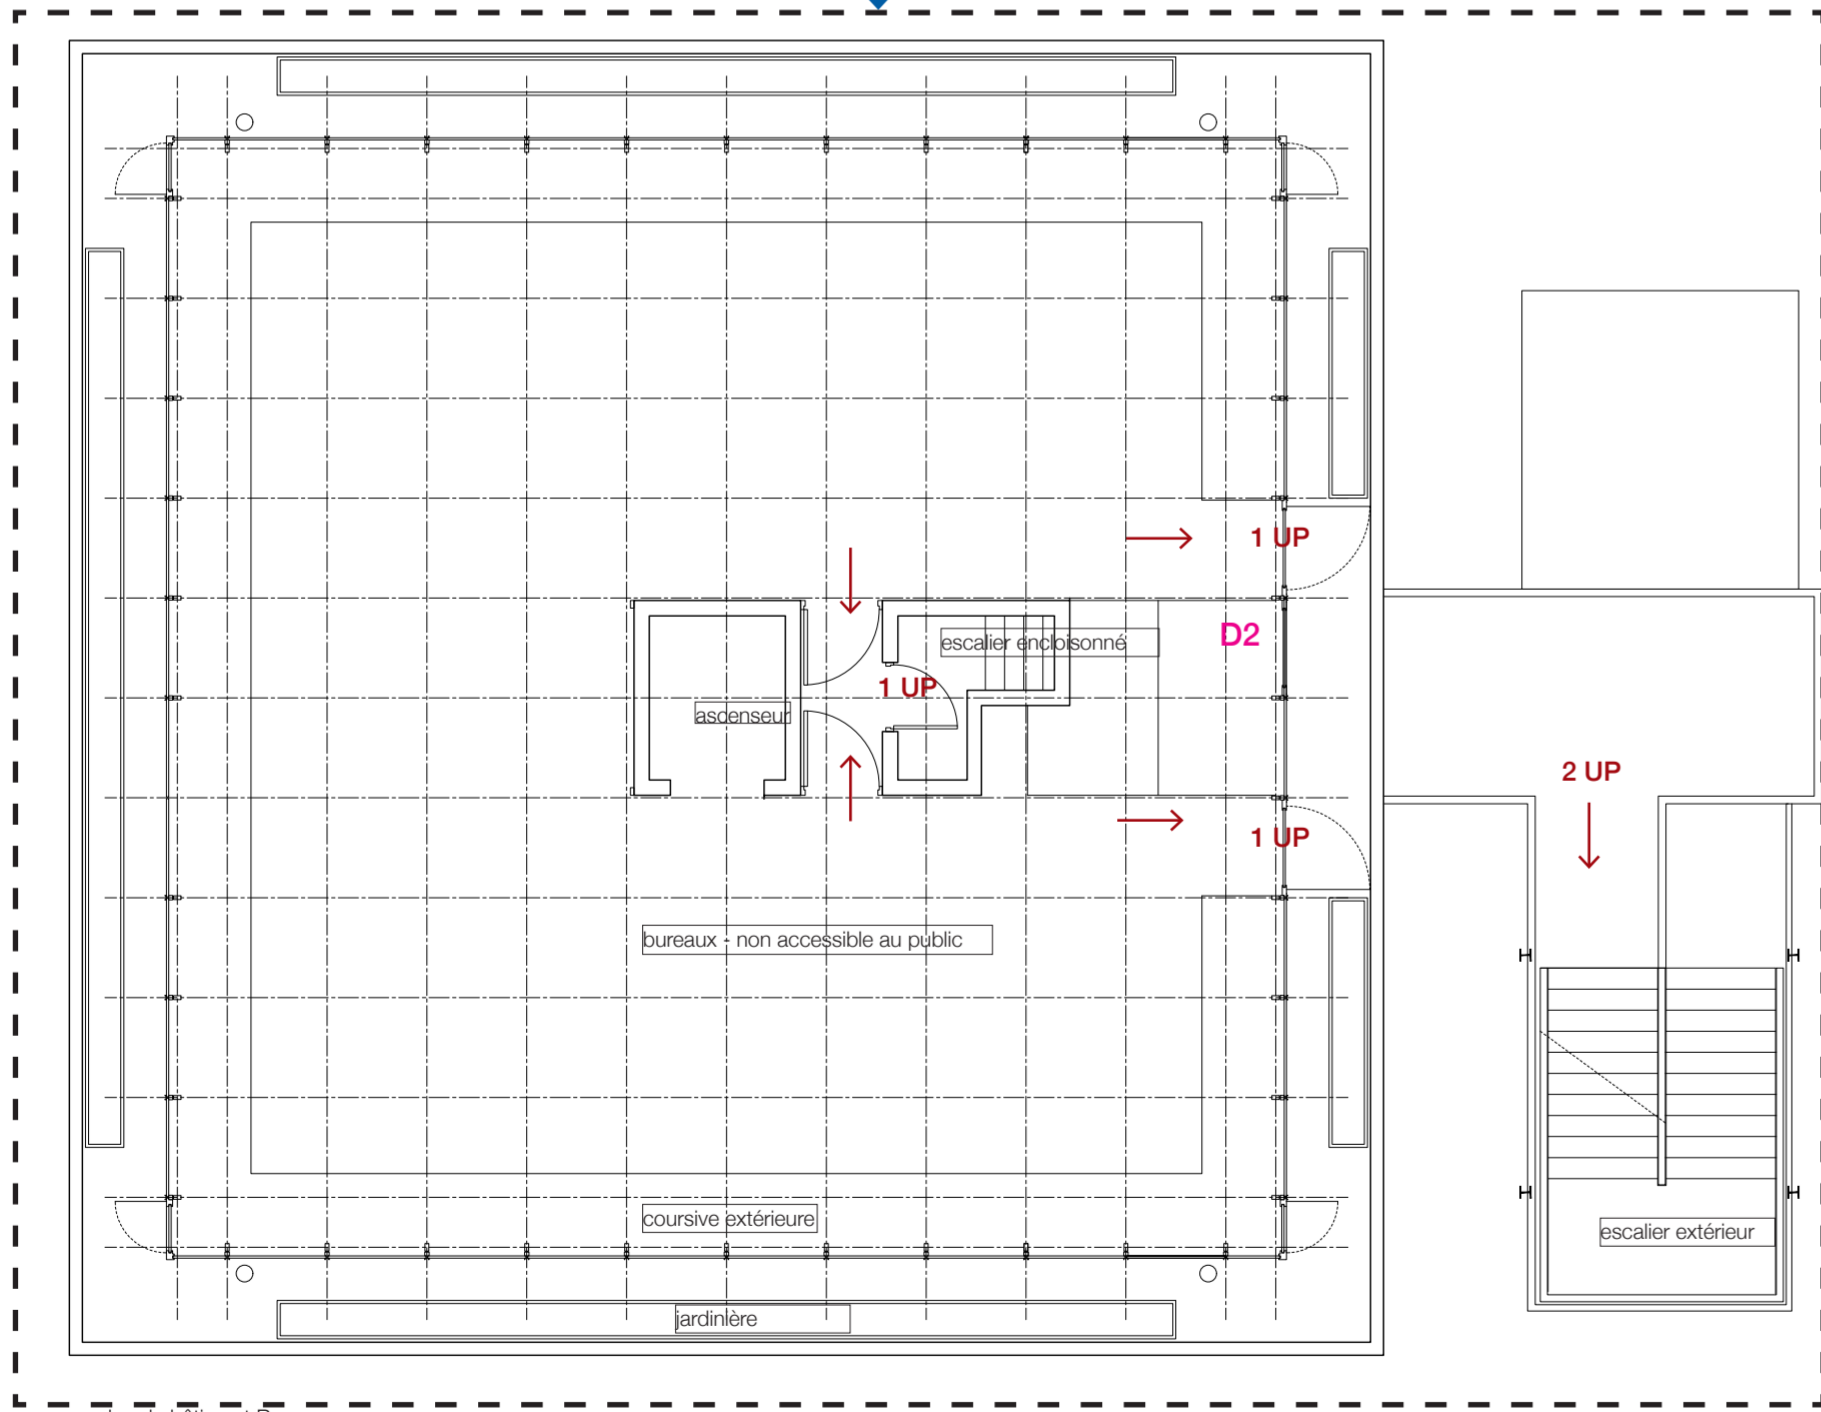 1 UP
escalier encloisonné
D2
1 UP
ascenseur
2 UP
1 UP
bureaux - non accessible au public
coursive extérieure
escalier extérieur
jardinière